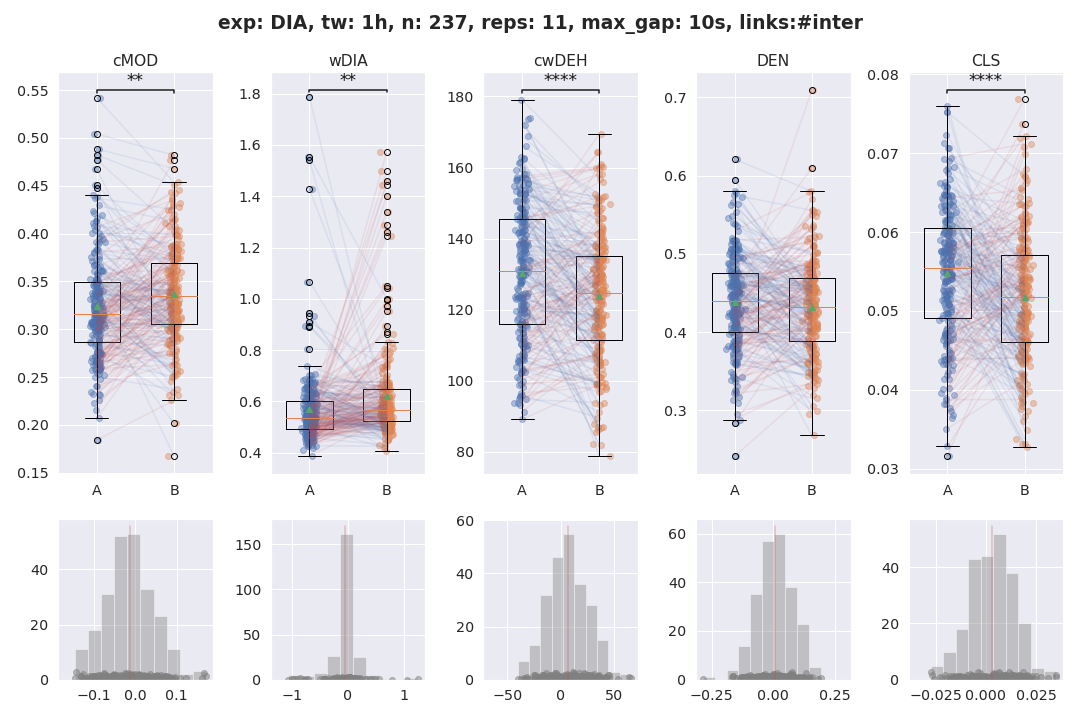 exp: DIA, tw: 1h, n: 237, reps: 11, max_gap: 10s, links:#inter
cMOD wDIA cwDEH DEN CLS
** ** **** ****
0.55 0.50 0.45 0.40 0.35 0.30 0.25 0.20 0.15
A B
1.8 1.6 1.4 1.2 1.0 0.8 0.6 0.4
A B
180 160 140 120 100 80
A B
0.7 0.6 0.5 0.4 0.3
A B
0.08 0.07 0.06 0.05 0.04 0.03
A B
40 20 0
−0.1 0.0 0.1
150 100 50 0
−1 0 1
60 40 20 0
−50 0 50
60 40 20 0
−0.25 0.00 0.25
40 20 0
−0.025 0.000 0.025